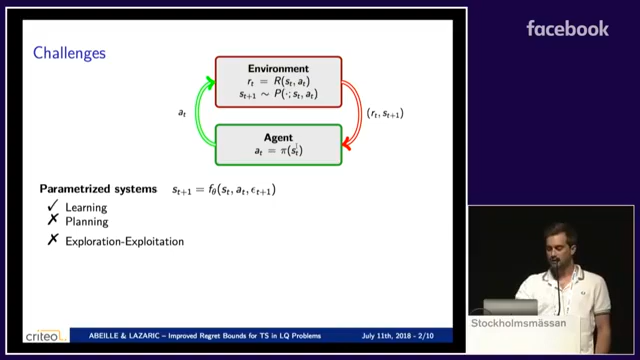 facebook
Challenges
Environment
r_t = R(s_t, a_t)
s_{t+1} ∼ P(·; s_t, a_t)
a_t
(r_t, s_{t+1})
Agent
a_t = π(s_t)
Parametrized systems s_{t+1} = f_θ(s_t, a_t, ϵ_{t+1})
✓ Learning
✗ Planning
✗ Exploration-Exploitation
Stockholmsmässan
criteo
ABEILLE & LAZARIC - Improved Regret Bounds for TS in LQ Problems
July 11th, 2018 - 2/10